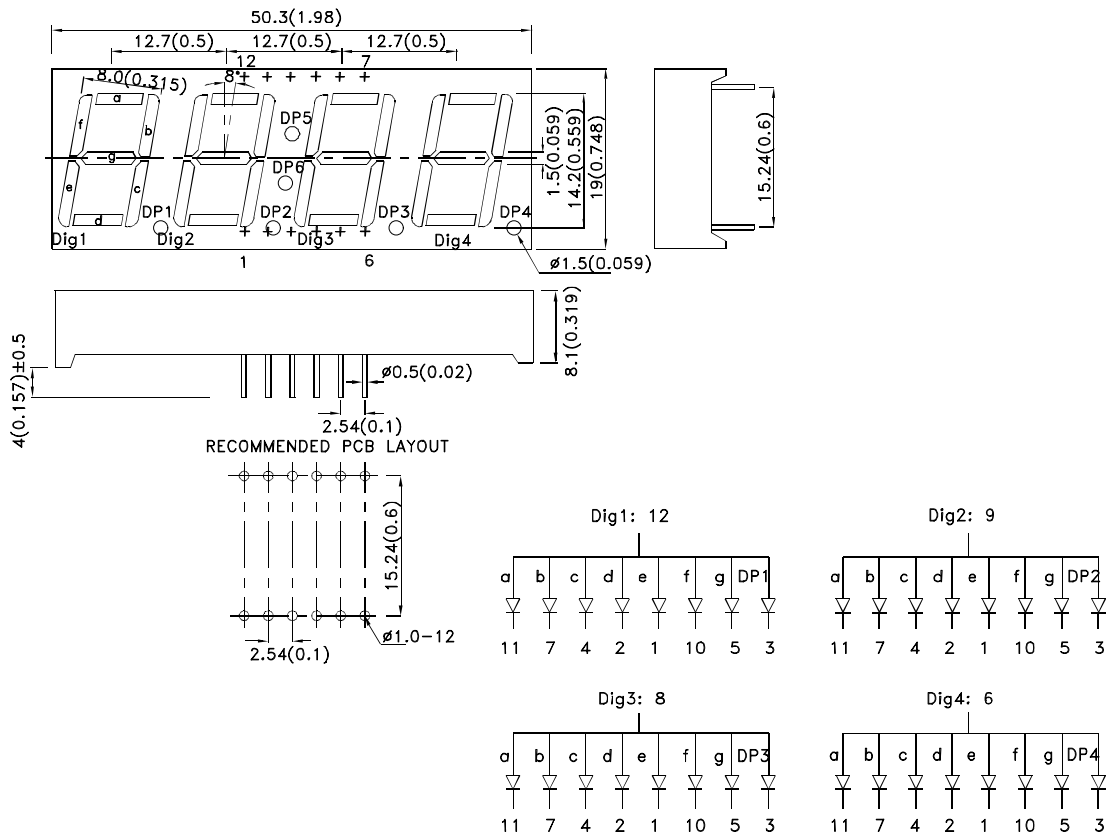 50.3(1.98)
12.7(0.5) 12.7(0.5) 12.7(0.5)
12 7
8.0(0.315)
8°
a
f b
g
e c
d
DP5
DP6
DP1 DP2 DP3 DP4
Dig1 Dig2 Dig3 Dig4
1 6
ø1.5(0.059)
1.5(0.059)
14.2(0.559)
19(0.748)
15.24(0.6)
8.1(0.319)
4(0.157)±0.5
ø0.5(0.02)
2.54(0.1)
RECOMMENDED PCB LAYOUT
15.24(0.6)
ø1.0-12
2.54(0.1)
Dig1: 12
a b c d e f g DP1
11 7 4 2 1 10 5 3
Dig2: 9
a b c d e f g DP2
11 7 4 2 1 10 5 3
Dig3: 8
a b c d e f g DP3
11 7 4 2 1 10 5 3
Dig4: 6
a b c d e f g DP4
11 7 4 2 1 10 5 3